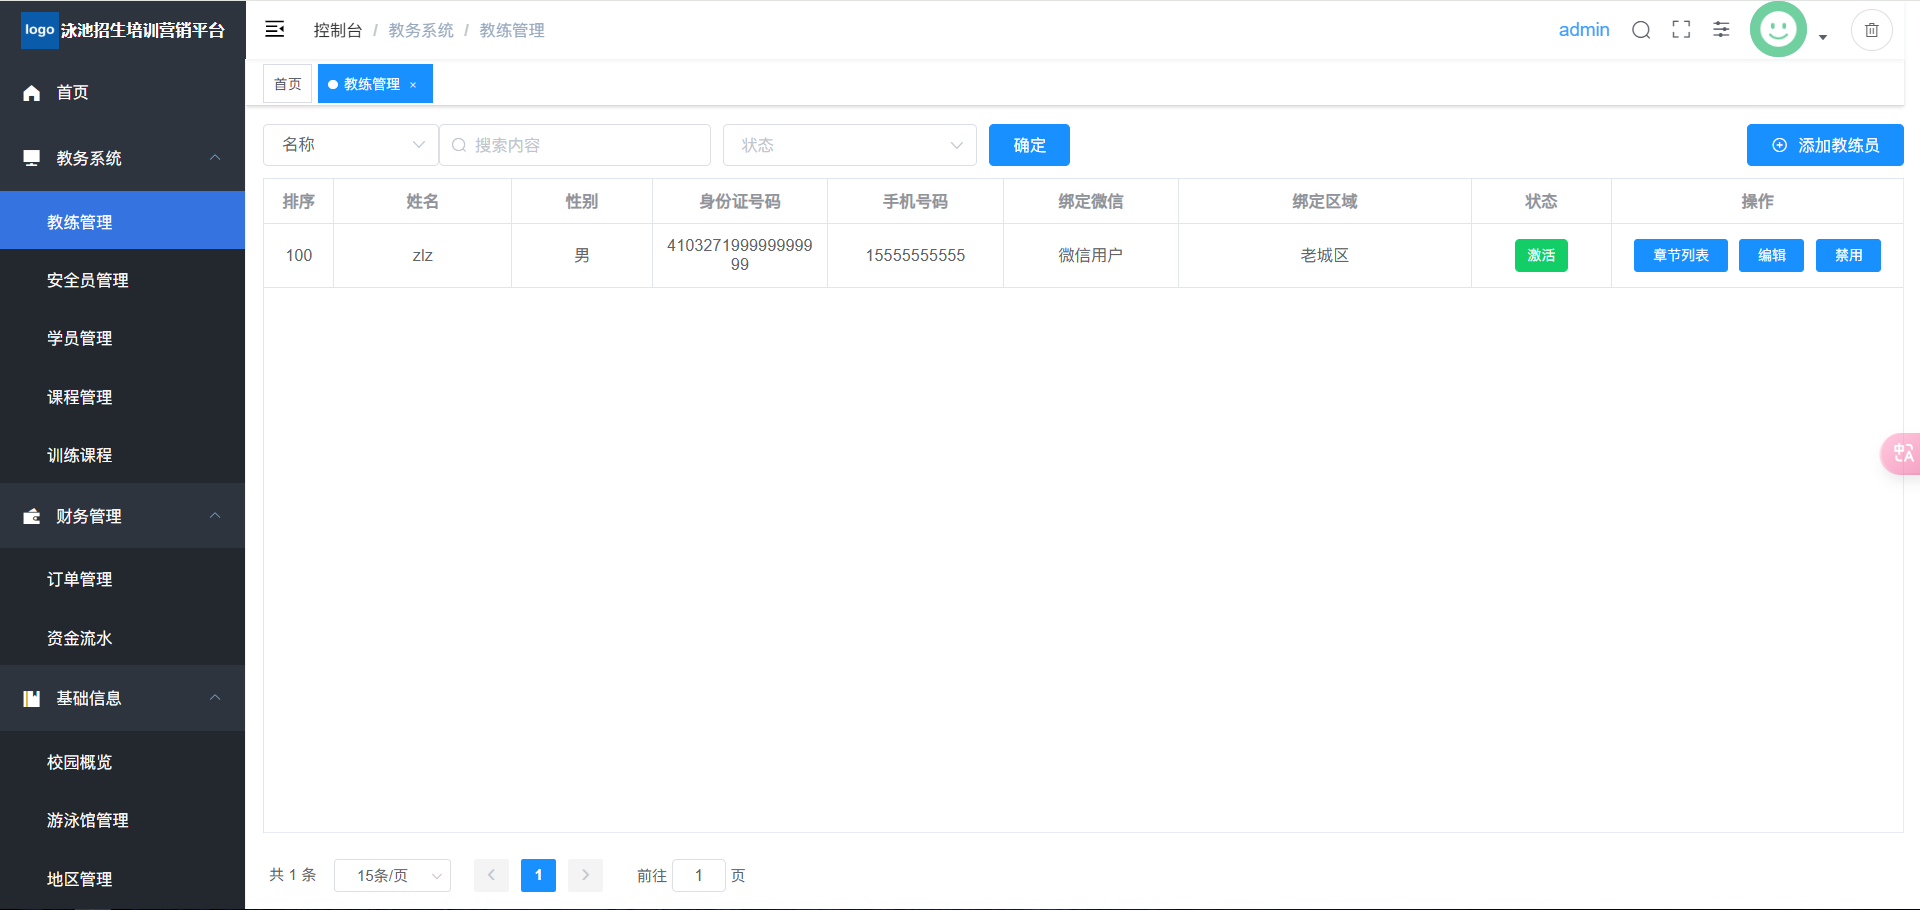 logo 泳池招生培训营销平台
首页
教务系统
教练管理
安全员管理
学员管理
课程管理
训练课程
财务管理
订单管理
资金流水
基础信息
校园概览
游泳馆管理
地区管理
控制台 / 教务系统 / 教练管理
admin
首页
教练管理 ×
名称
搜索内容
状态
确定
添加教练员
排序 姓名 性别 身份证号码 手机号码 绑定微信 绑定区域 状态 操作
100 zlz 男 4103271999999999
99 15555555555 微信用户 老城区 激活 章节列表 编辑 禁用
中A
共 1 条 15条/页 1 前往 1 页